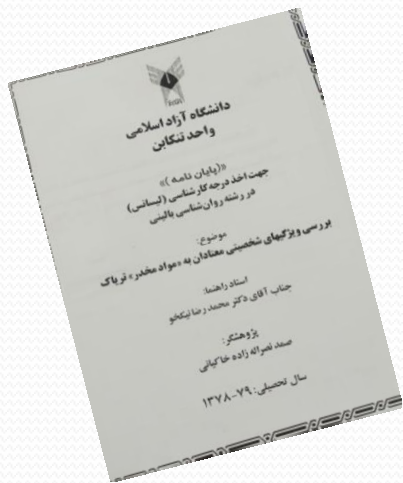 دانشگاه آزاد اسلامی
واحد تنکابن
«(پایان نامه)»
جهت اخذ درجه کارشناسی (لیسانس)
در رشته روان‌شناسی بالینی
موضوع:
بررسی ویژگیهای شخصیتی معتادان به «مواد مخدر» تریاک
استاد راهنما:
جناب آقای دکتر محمد رضا نیکخو
پژوهشگر:
صمد نصراله زاده خاکیانی
سال تحصیلی: ۷۹-۱۳۷۸